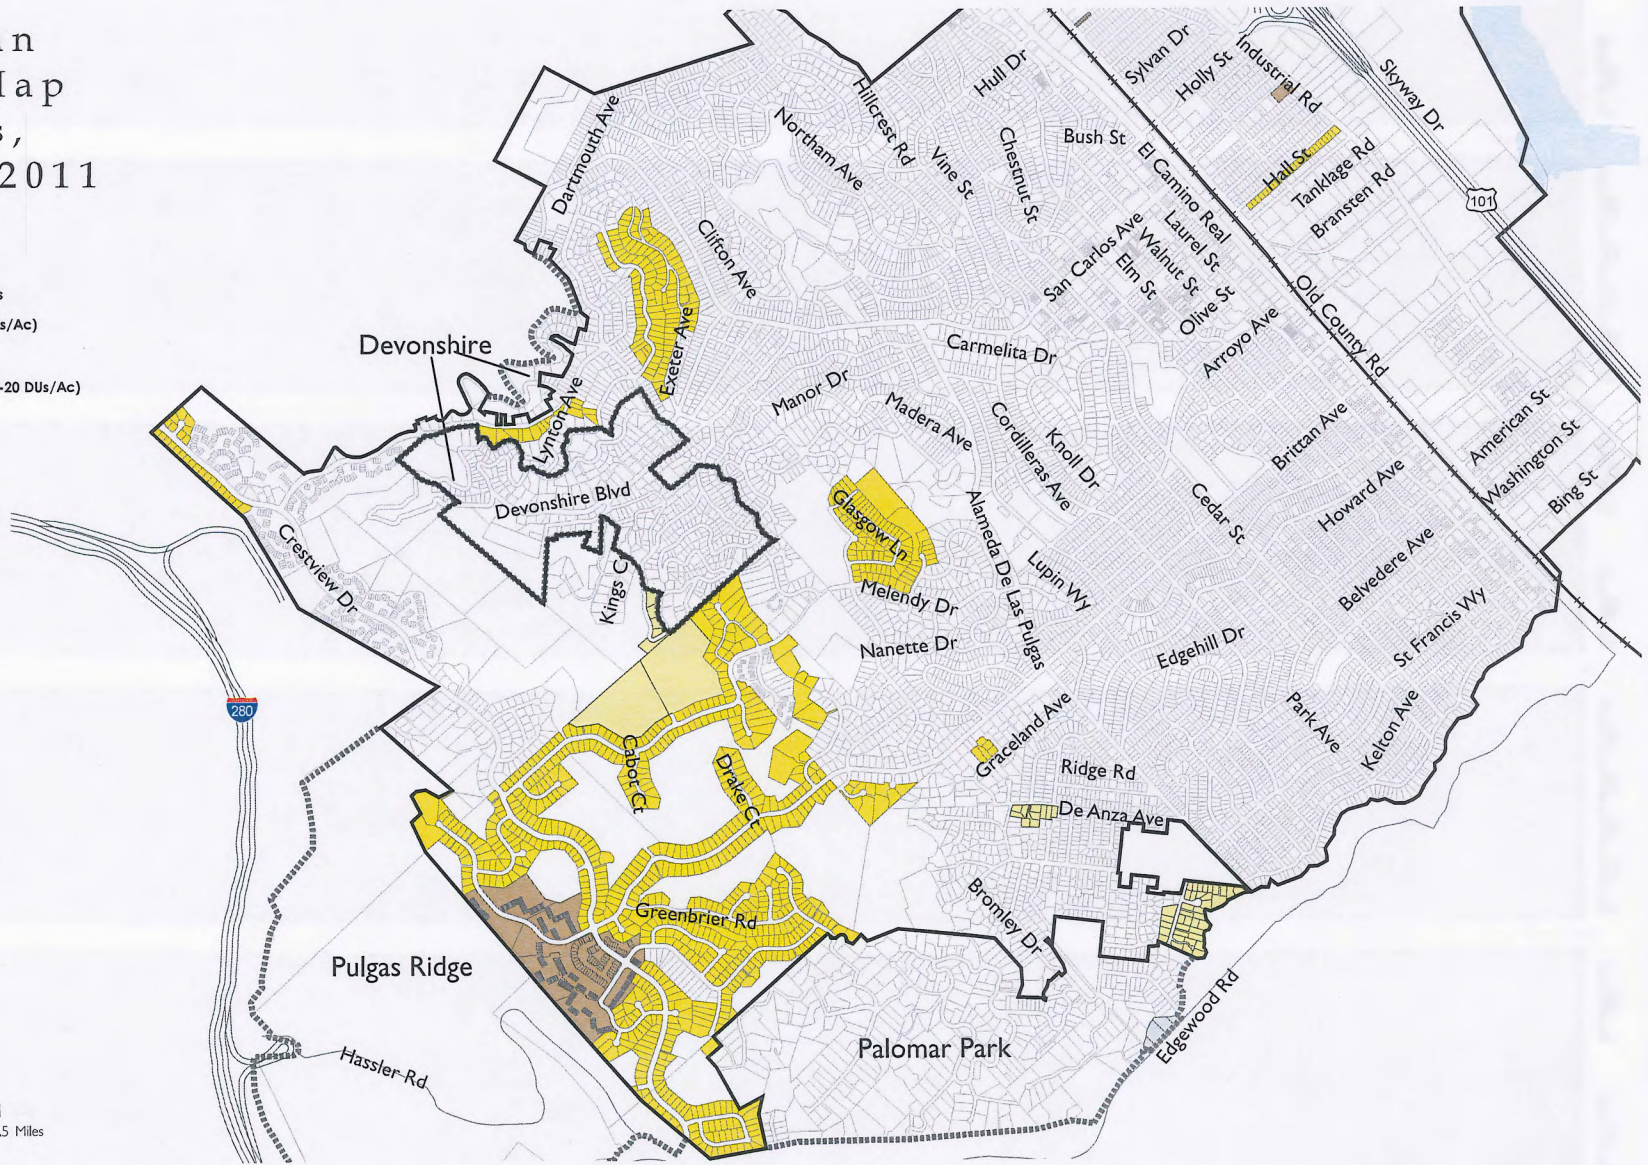 2011
s/Ac)
-20 DUs/Ac)
.5 Miles
Hull Dr
Sylvan Dr
Holly St
Industrial Rd
Skyway Dr
Hillcrest Rd
Dartmouth Ave
Northam Ave
Vine St
Chestnut St
Bush St
El Camino Real
Hall St
Tanklage Rd
Bransten Rd
101
Clifton Ave
San Carlos Ave
Laurel St
Walnut St
Elm St
Olive St
Arroyo Ave
Old County Rd
Devonshire
Exeter Ave
Carmelita Dr
Manor Dr
Madera Ave
Lynton Ave
Cordilleras Ave
Knoll Dr
Brittan Ave
American St
Washington St
Bing St
Howard Ave
Devonshire Blvd
Glasgow Ln
Alameda De Las Pulgas
Cedar St
Lupin Wy
Belvedere Ave
Crestview Dr
Kings Ct
Melendy Dr
Nanette Dr
Edgehill Dr
St Francis Wy
280
Cabot Ct
Drake Ct
Graceland Ave
Ridge Rd
Park Ave
Kelton Ave
De Anza Ave
Greenbrier Rd
Bromley Dr
Pulgas Ridge
Palomar Park
Edgewood Rd
Hassler Rd